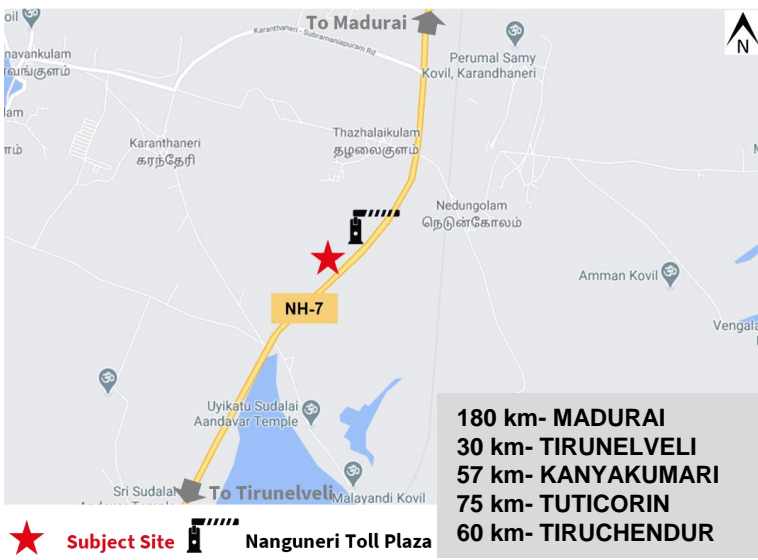 oil
To Madurai
N
Karanthaneri - Subramaniapuram Rd
navankulam
Perumal Samy
Kovil, Karandhaneri
Karanthaneri
கரந்தேரி
Thazhalaikulam
தழலைகுளம்
Nedungolam
நெடுன்கோலம்
Amman Kovil
NH-7
Vengala
Uyikatu Sudalai
Aandavar Temple
180 km- MADURAI
30 km- TIRUNELVELI
57 km- KANYAKUMARI
75 km- TUTICORIN
60 km- TIRUCHENDUR
Sri Sudalai
To Tirunelveli
Malayandi Kovil
Subject Site
Nanguneri Toll Plaza